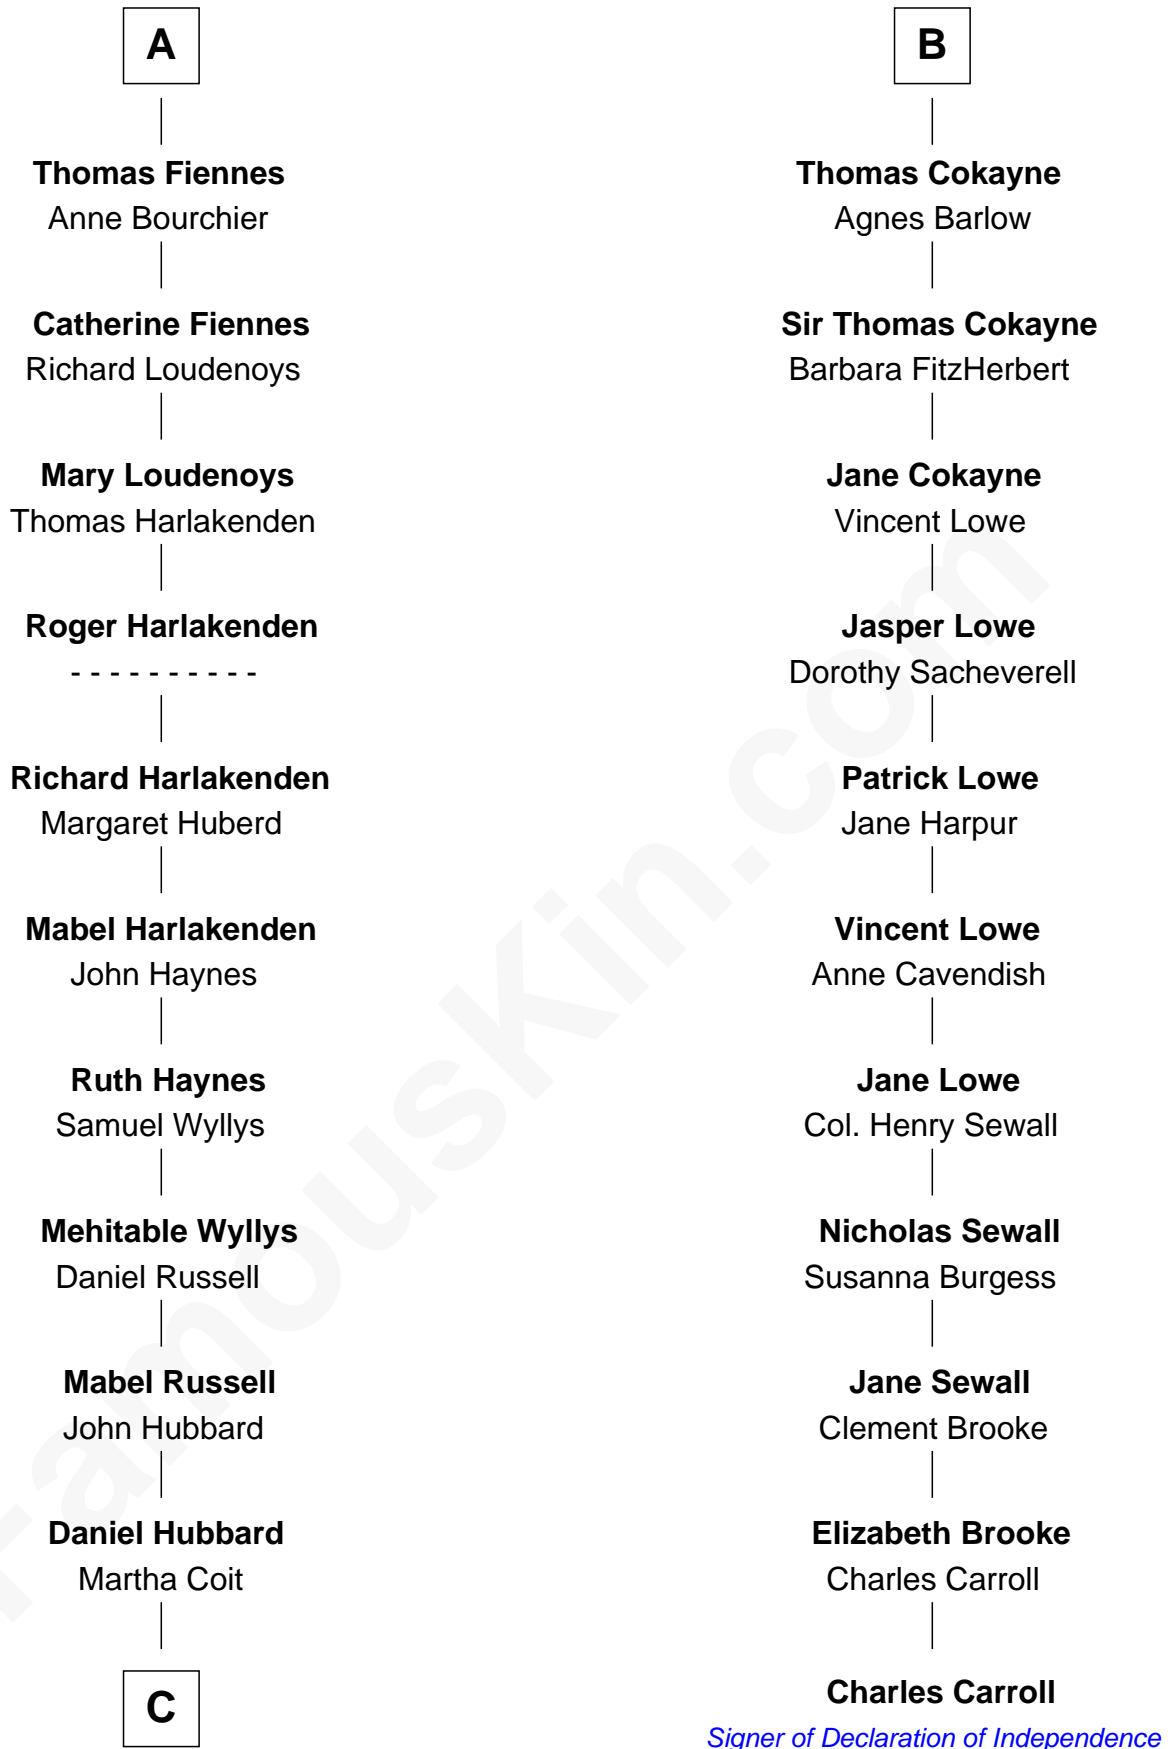 A
Thomas Fiennes
Anne Bourchier
Catherine Fiennes
Richard Loudenoys
Mary Loudenoys
Thomas Harlakenden
Roger Harlakenden
- - - - - - - - - -
Richard Harlakenden
Margaret Huberd
Mabel Harlakenden
John Haynes
Ruth Haynes
Samuel Wyllys
Mehitable Wyllys
Daniel Russell
Mabel Russell
John Hubbard
Daniel Hubbard
Martha Coit
C
B
Thomas Cokayne
Agnes Barlow
Sir Thomas Cokayne
Barbara FitzHerbert
Jane Cokayne
Vincent Lowe
Jasper Lowe
Dorothy Sacheverell
Patrick Lowe
Jane Harpur
Vincent Lowe
Anne Cavendish
Jane Lowe
Col. Henry Sewall
Nicholas Sewall
Susanna Burgess
Jane Sewall
Clement Brooke
Elizabeth Brooke
Charles Carroll
Charles Carroll
Signer of Declaration of Independence
FamousKin.com